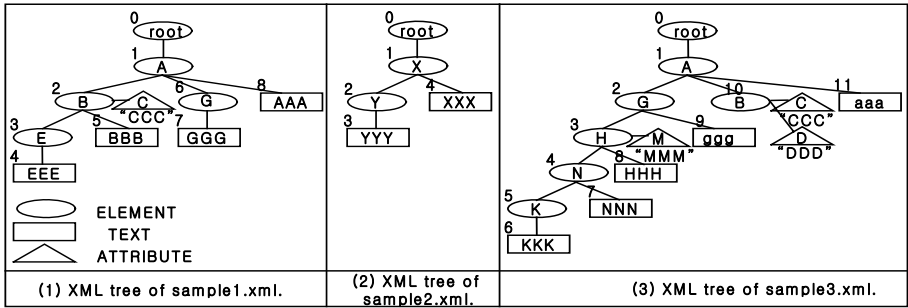 0
root
1
A
2
B
C
"CCC"
6
G
8
AAA
3
E
5
BBB
7
GGG
4
EEE
ELEMENT
TEXT
ATTRIBUTE
(1) XML tree of sample1.xml.
0
root
1
X
2
Y
4
XXX
3
YYY
(2) XML tree of
sample2.xml.
0
root
1
A
2
G
10
B
C
"CCC"
11
aaa
3
H
M
"MMM"
9
ggg
D
"DDD"
4
N
8
HHH
5
K
7
NNN
6
KKK
(3) XML tree of sample3.xml.